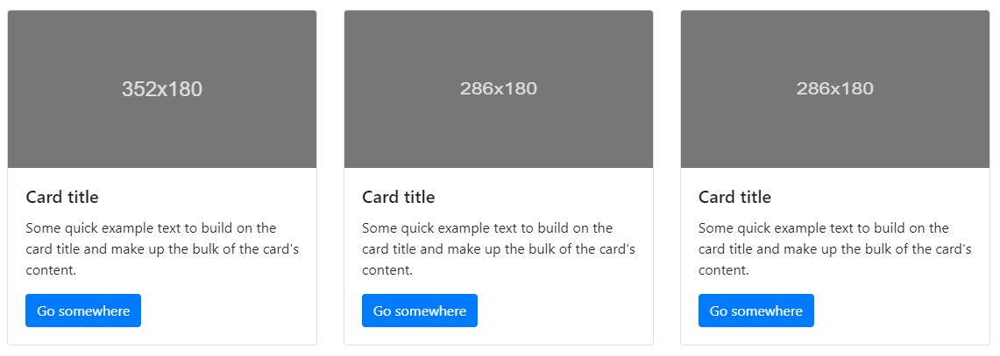 352x180
Card title
Some quick example text to build on the
card title and make up the bulk of the card's
content.
Go somewhere
286x180
Card title
Some quick example text to build on the
card title and make up the bulk of the card's
content.
Go somewhere
286x180
Card title
Some quick example text to build on the
card title and make up the bulk of the card's
content.
Go somewhere